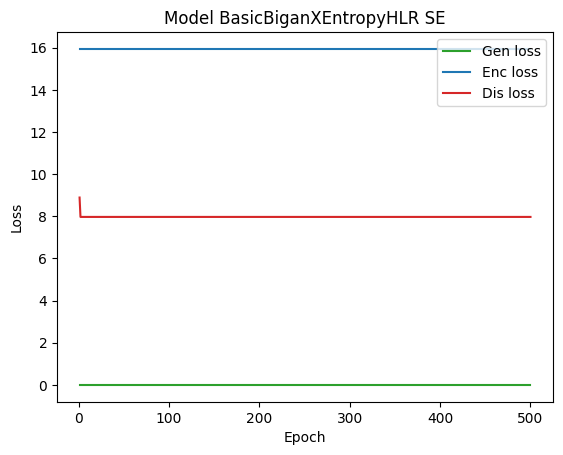 Model BasicBiganXEntropyHLR SE
Gen loss
Enc loss
Dis loss
Loss
16
14
12
10
8
6
4
2
0
0 100 200 300 400 500
Epoch